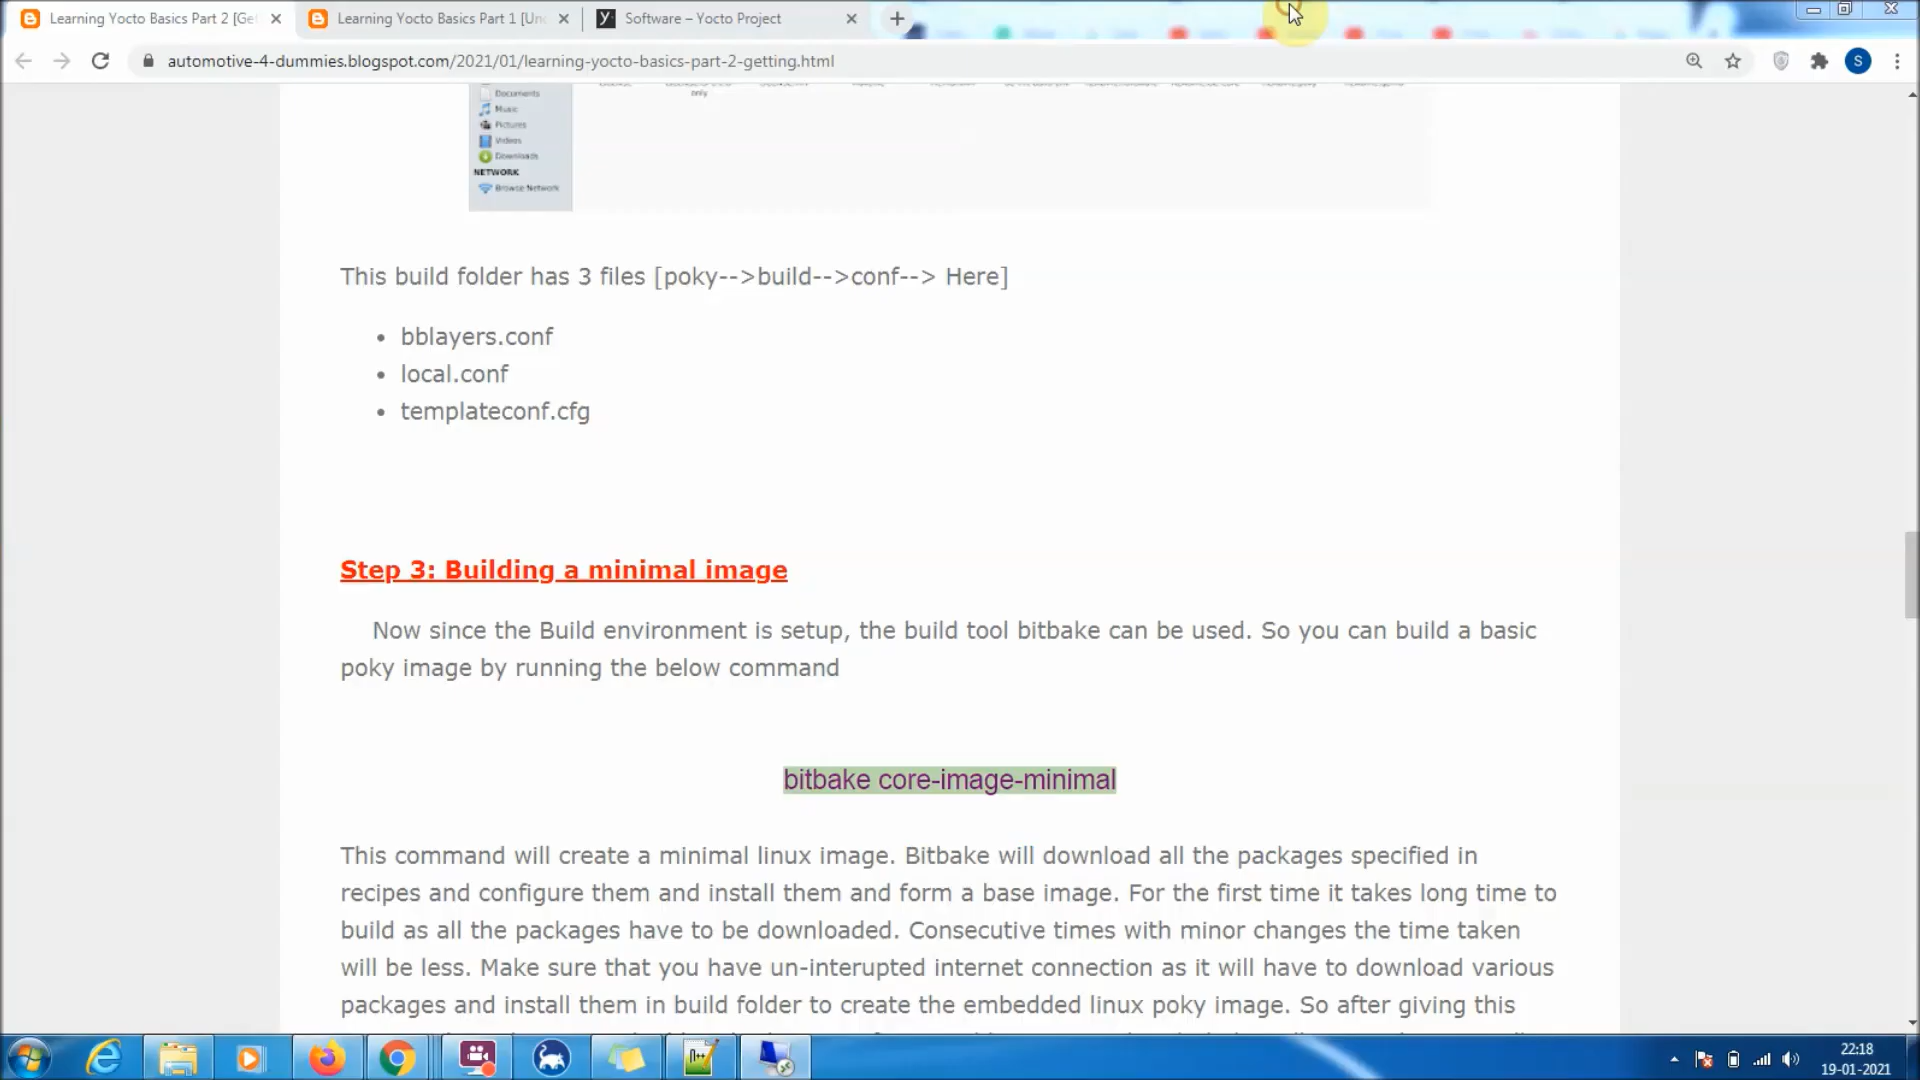 Learning Yocto Basics Part 2 [Ge
Learning Yocto Basics Part 1 [Un
Software – Yocto Project
automotive-4-dummies.blogspot.com/2021/01/learning-yocto-basics-part-2-getting.html
S
Documents
only
Music
Pictures
Videos
Downloads
NETWORK
Browse Network
This build folder has 3 files [poky-->build-->conf--> Here]
• bblayers.conf
• local.conf
• templateconf.cfg
Step 3: Building a minimal image
Now since the Build environment is setup, the build tool bitbake can be used. So you can build a basic
poky image by running the below command
bitbake core-image-minimal
This command will create a minimal linux image. Bitbake will download all the packages specified in
recipes and configure them and install them and form a base image. For the first time it takes long time to
build as all the packages have to be downloaded. Consecutive times with minor changes the time taken
will be less. Make sure that you have un-interupted internet connection as it will have to download various
packages and install them in build folder to create the embedded linux poky image. So after giving this
22:18
19-01-2021